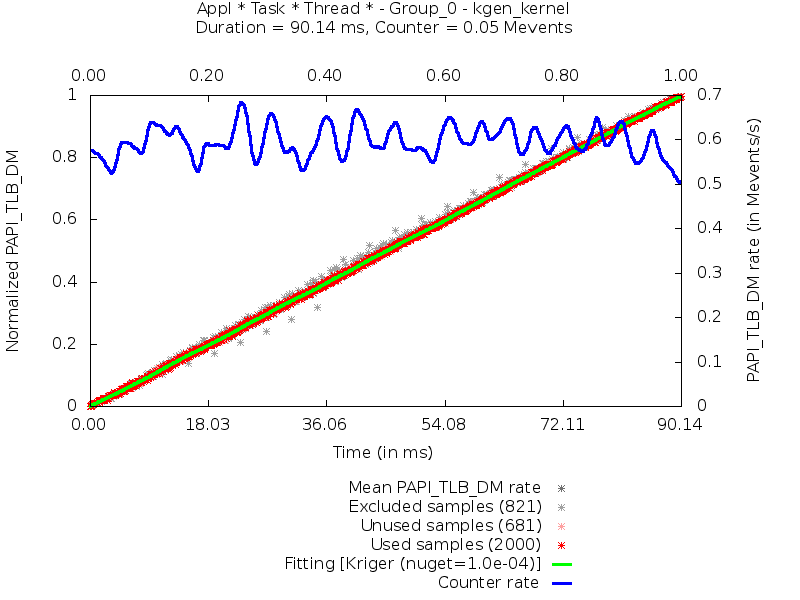 Appl * Task * Thread * - Group_0 - kgen_kernel
Duration = 90.14 ms, Counter = 0.05 Mevents
0.00 0.20 0.40 0.60 0.80 1.00
1 0.7
0.6
0.8
0.5
0.6
0.4
0.4
0.3
0.2
0.2
0.1
0 0
Normalized PAPI_TLB_DM
PAPI_TLB_DM rate (in Mevents/s)
0.00 18.03 36.06 54.08 72.11 90.14
Time (in ms)
Mean PAPI_TLB_DM rate
Excluded samples (821)
Unused samples (681)
Used samples (2000)
Fitting [Kriger (nuget=1.0e-04)]
Counter rate